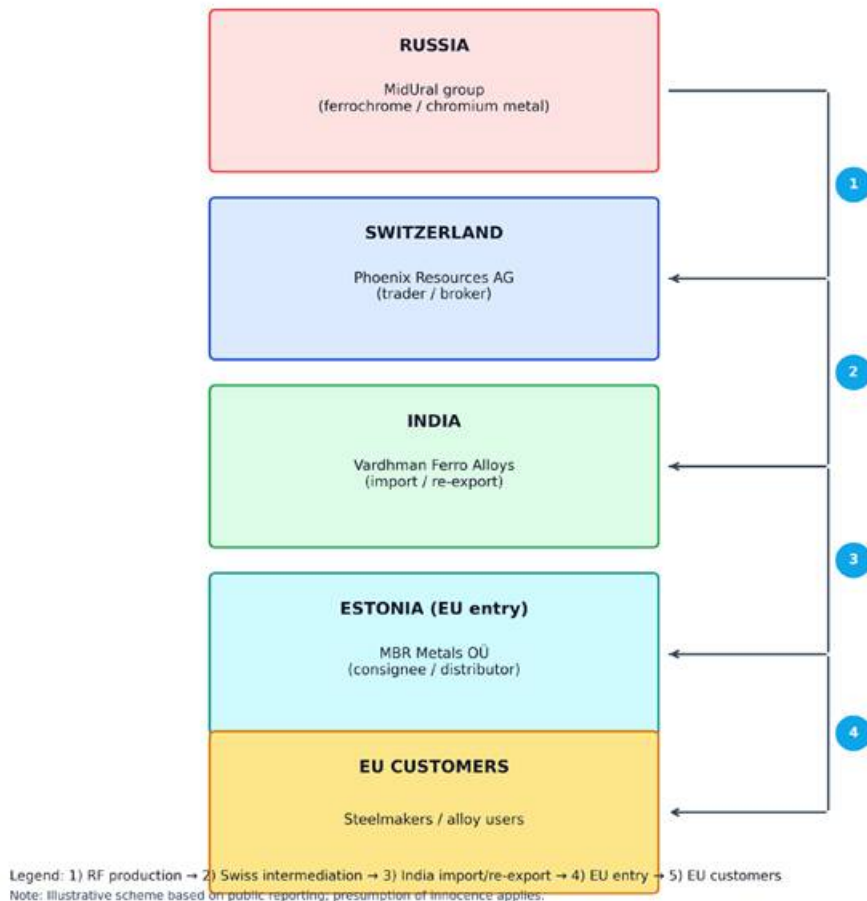 RUSSIA
MidUral group
(ferrochrome / chromium metal)
1
SWITZERLAND
Phoenix Resources AG
(trader / broker)
2
INDIA
Vardhman Ferro Alloys
(import / re-export)
3
ESTONIA (EU entry)
MBR Metals OÜ
(consignee / distributor)
4
EU CUSTOMERS
Steelmakers / alloy users
Legend: 1) RF production → 2) Swiss intermediation → 3) India import/re-export → 4) EU entry → 5) EU customers
Note: Illustrative scheme based on public reporting; presumption of innocence applies.